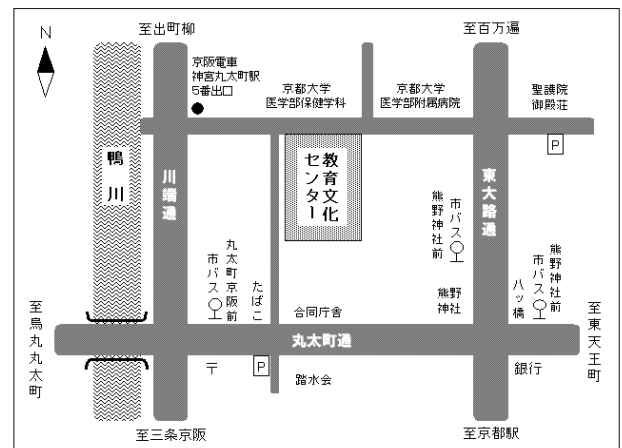 N
至出町柳
至百万遍
京阪電車
神宮丸太町駅
5番出口
京都大学
医学部保健学科
京都大学
医学部附属病院
聖護院
御殿荘
P
鴨川
川端通
教育文化
センター
東大路通
市バス
熊野神社前
丸太町京阪前
市バス
たばこ
合同庁舎
熊野
神社
八ッ橋
熊野神社前
市バス
至烏丸丸太町
丸太町通
至東天王町
〒
P
踏水会
銀行
至三条京阪
至京都駅